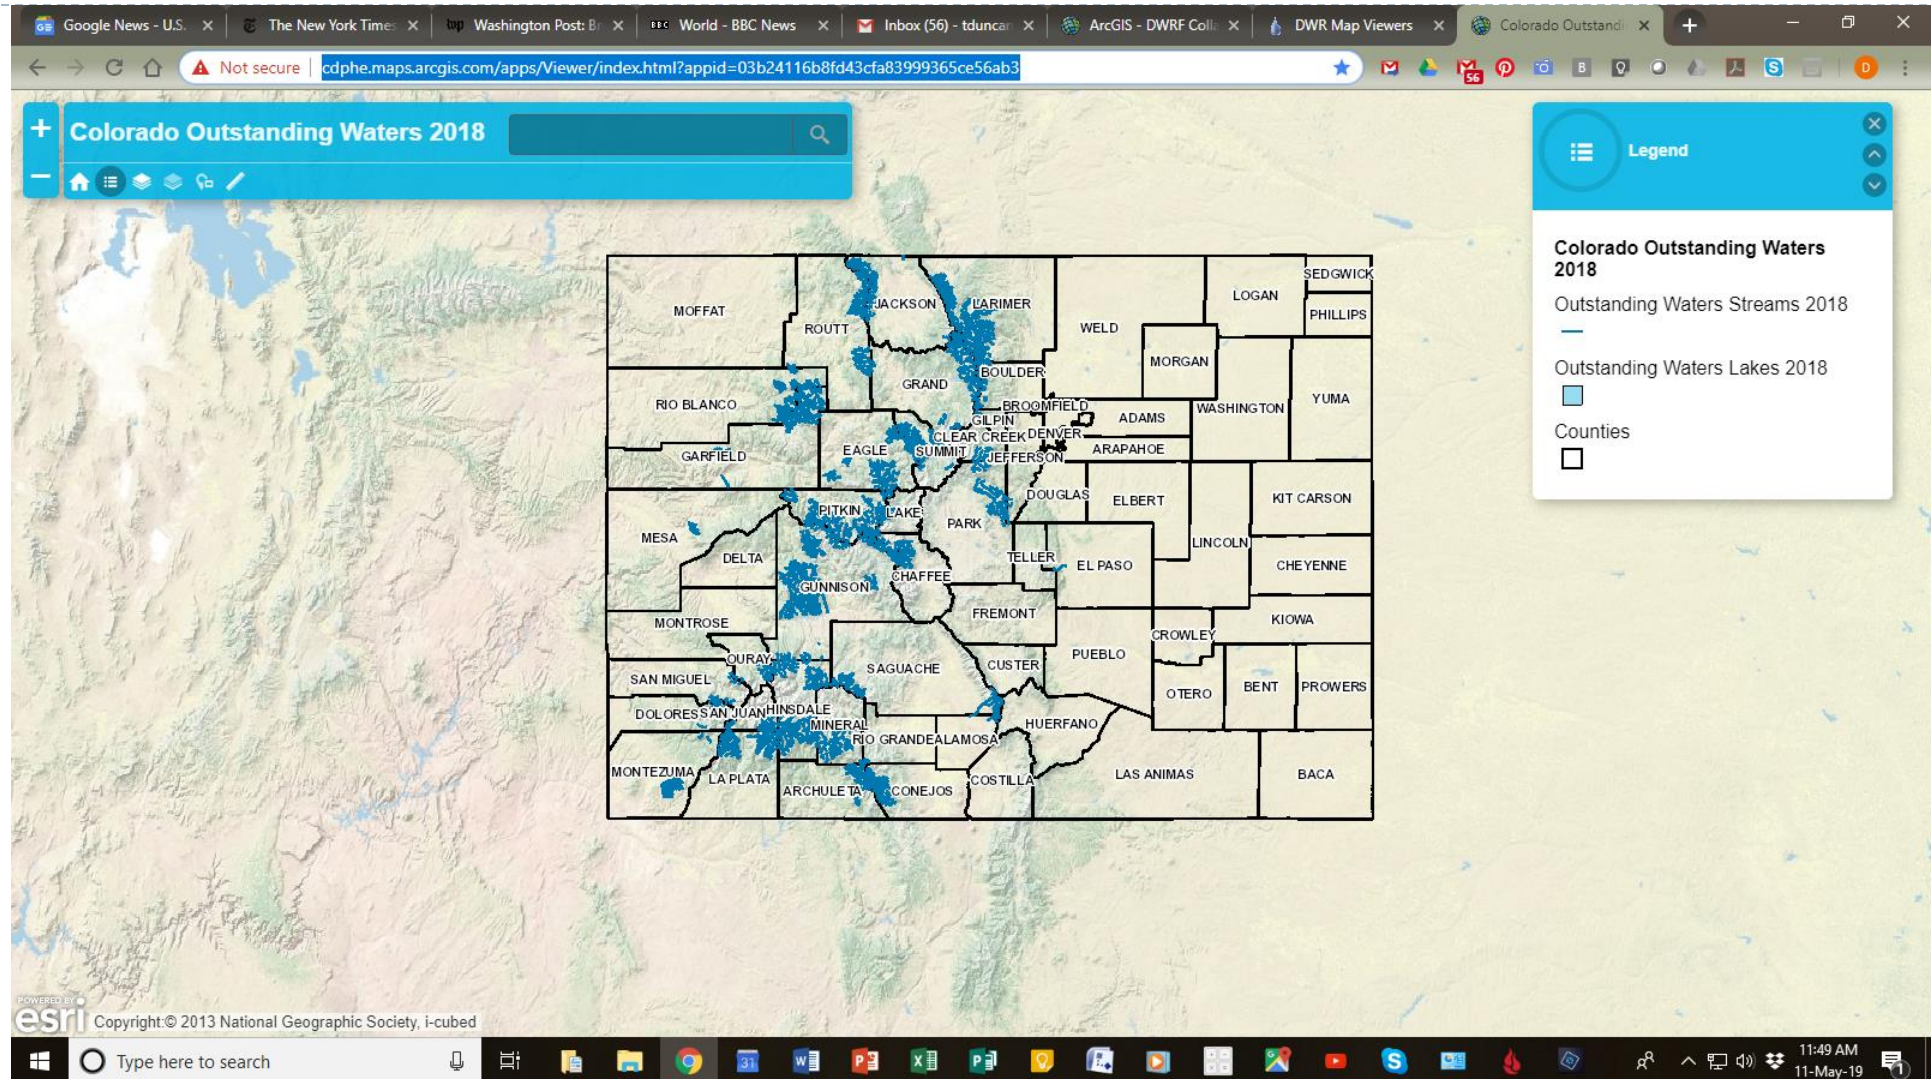 Google News - U.S.
The New York Times
Washington Post: Br
World - BBC News
Inbox (56) - tduncan
ArcGIS - DWRF Colla
DWR Map Viewers
Colorado Outstandi
Not secure
cdphe.maps.arcgis.com/apps/Viewer/index.html?appid=03b24116b8fd43cfa83999365ce56ab3
56
Colorado Outstanding Waters 2018
Legend
Colorado Outstanding Waters
2018
Outstanding Waters Streams 2018
Outstanding Waters Lakes 2018
Counties
SEDGWICK
LOGAN
MOFFAT
JACKSON
LARIMER
PHILLIPS
ROUTT
WELD
MORGAN
BOULDER
GRAND
YUMA
RIO BLANCO
BROOMFIELD
WASHINGTON
ADAMS
GILPIN
CLEAR CREEK
DENVER
EAGLE
SUMMIT
ARAPAHOE
GARFIELD
JEFFERSON
DOUGLAS
ELBERT
KIT CARSON
PITKIN
LAKE
PARK
MESA
LINCOLN
DELTA
TELLER
EL PASO
CHEYENNE
CHAFFEE
GUNNISON
FREMONT
KIOWA
MONTROSE
CROWLEY
PUEBLO
OURAY
SAGUACHE
CUSTER
SAN MIGUEL
BENT
PROWERS
OTERO
DOLORES
SAN JUAN
HINSDALE
MINERAL
HUERFANO
RIO GRANDE
ALAMOSA
MONTEZUMA
LA PLATA
COSTILLA
LAS ANIMAS
BACA
ARCHULETA
CONEJOS
POWERED BY
esri
Copyright:© 2013 National Geographic Society, i-cubed
Type here to search
31
11:49 AM
11-May-19
1